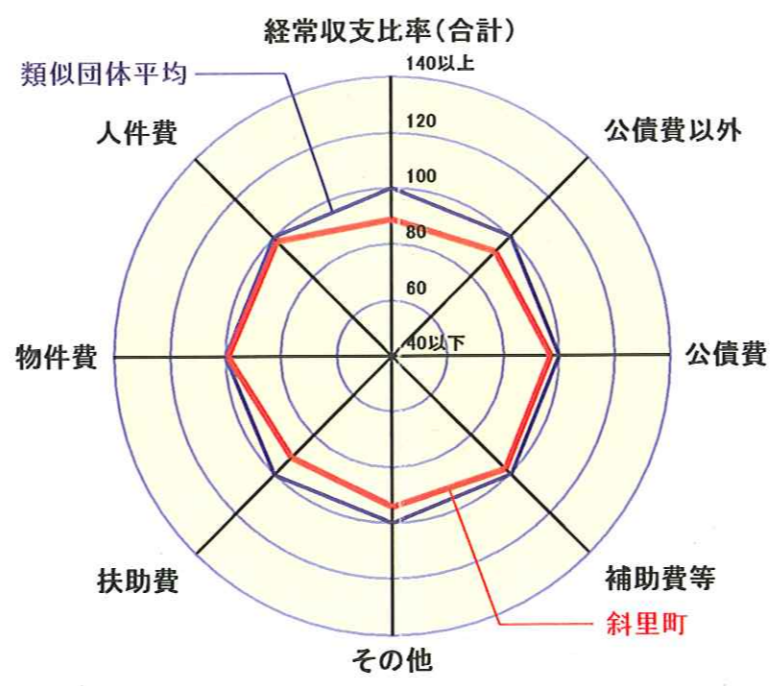 経常収支比率(合計)
140以上
類似団体平均
人件費
120
公債費以外
100
80
60
40以下
物件費
公債費
扶助費
補助費等
斜里町
その他